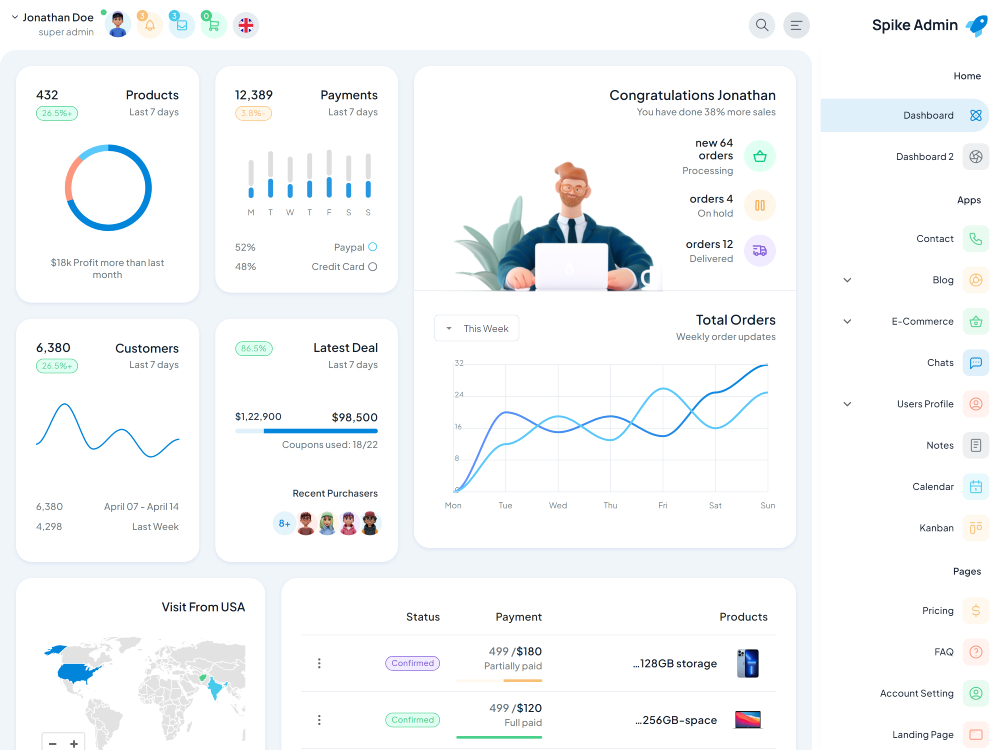 Jonathan Doe
super admin
3
3
0
Spike Admin
Home
Dashboard
Dashboard 2
Apps
Contact
Blog
E-Commerce
Chats
Users Profile
Notes
Calendar
Kanban
Pages
Pricing
FAQ
Account Setting
Landing Page
432
Products
26.5%+
Last 7 days
$18k Profit more than last
month
12,389
Payments
3.8%-
Last 7 days
M T W T F S S
52%
Paypal
48%
Credit Card
Congratulations Jonathan
You have done 38% more sales
new 64
orders
Processing
orders 4
On hold
orders 12
Delivered
6,380
Customers
26.5%+
Last 7 days
6,380
April 07 - April 14
4,298
Last Week
86.5%
Latest Deal
Last 7 days
$1,22,900
$98,500
Coupons used: 18/22
Recent Purchasers
8+
This Week
Total Orders
Weekly order updates
32
24
16
8
0
Mon Tue Wed Thu Fri Sat Sun
Visit From USA
Status
Payment
Products
Confirmed
499 /$180
Partially paid
...128GB storage
Confirmed
499 /$120
Full paid
...256GB-space